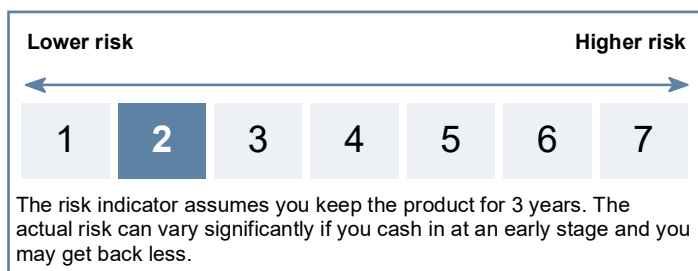 Lower risk Higher risk
1 2 3 4 5 6 7
The risk indicator assumes you keep the product for 3 years. The
actual risk can vary significantly if you cash in at an early stage and you
may get back less.